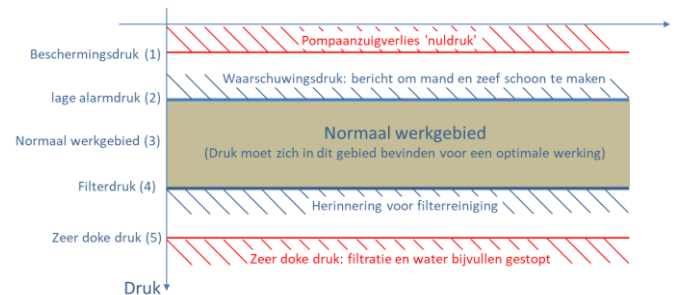 Pompaanzuigverlies 'nuldruk'
Beschermingsdruk (1)
Waarschuwingsdruk: bericht om mand en zeef schoon te maken
lage alarmdruk (2)
Normaal werkgebied
Normaal werkgebied (3)
(Druk moet zich in dit gebied bevinden voor een optimale werking)
Filterdruk (4)
Herinnering voor filterreiniging
Zeer doke druk (5)
Zeer doke druk: filtratie en water bijvullen gestopt
Druk